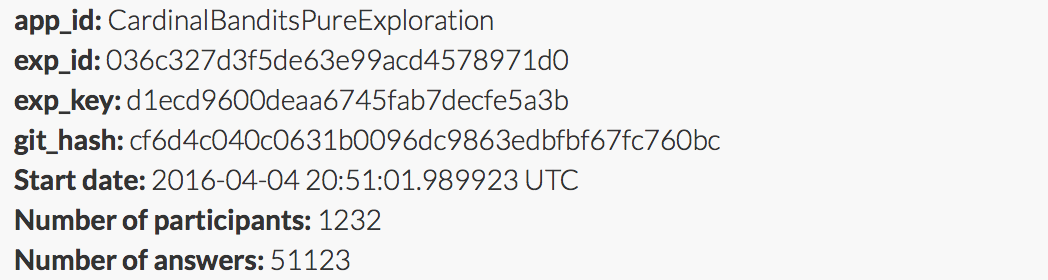 app_id: CardinalBanditsPureExploration
exp_id: 036c327d3f5de63e99acd4578971d0
exp_key: d1ecd9600deaa6745fab7decfe5a3b
git_hash: cf6d4c040c0631b0096dc9863edbfbf67fc760bc
Start date: 2016-04-04 20:51:01.989923 UTC
Number of participants: 1232
Number of answers: 51123